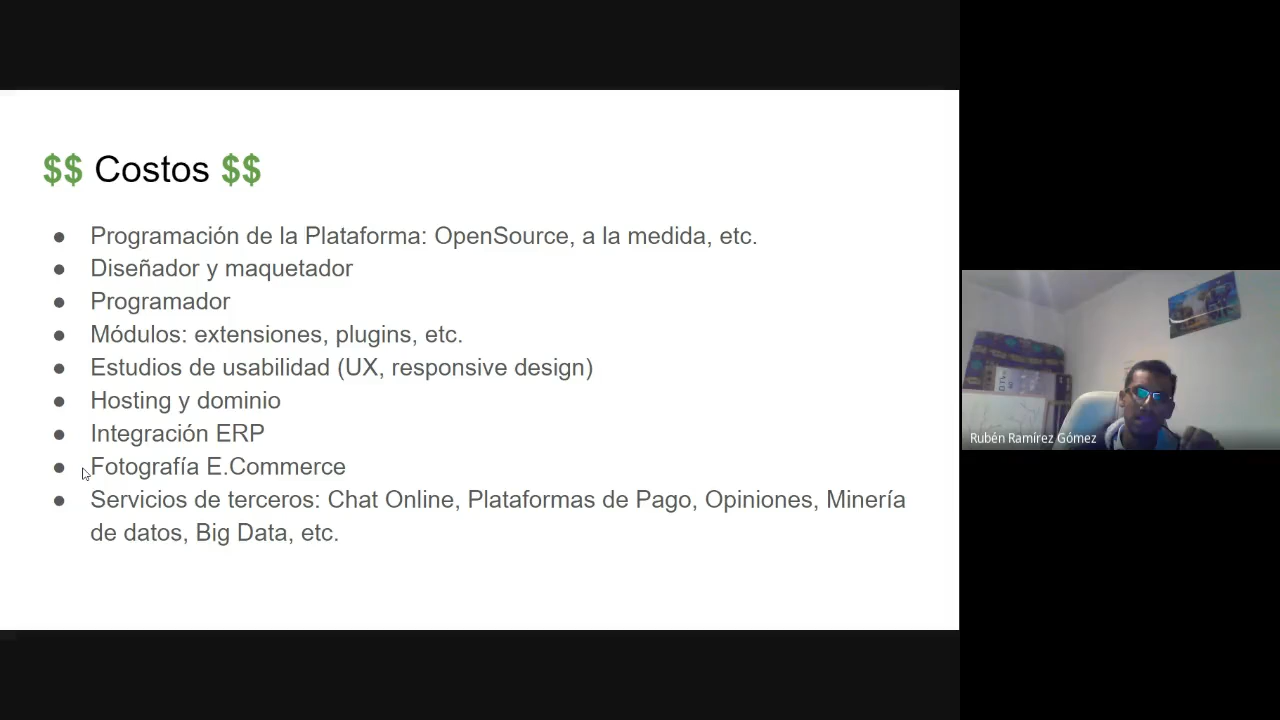 $$ Costos $$
● Programación de la Plataforma: OpenSource, a la medida, etc.
● Diseñador y maquetador
● Programador
● Módulos: extensiones, plugins, etc.
● Estudios de usabilidad (UX, responsive design)
● Hosting y dominio
● Integración ERP
● Fotografía E.Commerce
● Servicios de terceros: Chat Online, Plataformas de Pago, Opiniones, Minería
de datos, Big Data, etc.
Rubén Ramírez Gómez